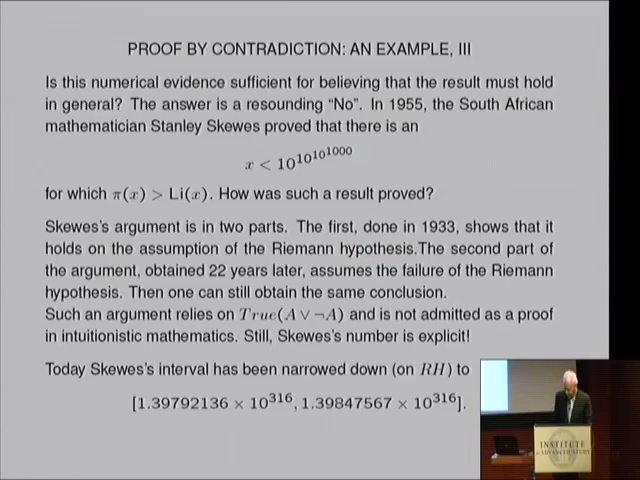 PROOF BY CONTRADICTION: AN EXAMPLE, III
Is this numerical evidence sufficient for believing that the result must hold
in general? The answer is a resounding “No”. In 1955, the South African
mathematician Stanley Skewes proved that there is an
x < 10^10^10^1000
for which π(x) > Li(x). How was such a result proved?
Skewes's argument is in two parts. The first, done in 1933, shows that it
holds on the assumption of the Riemann hypothesis.The second part of
the argument, obtained 22 years later, assumes the failure of the Riemann
hypothesis. Then one can still obtain the same conclusion.
Such an argument relies on True(A ∨ ¬A) and is not admitted as a proof
in intuitionistic mathematics. Still, Skewes's number is explicit!
Today Skewes's interval has been narrowed down (on RH) to
[1.39792136 × 10^316, 1.39847567 × 10^316].
INSTITUTE
for ADVANCED STUDY